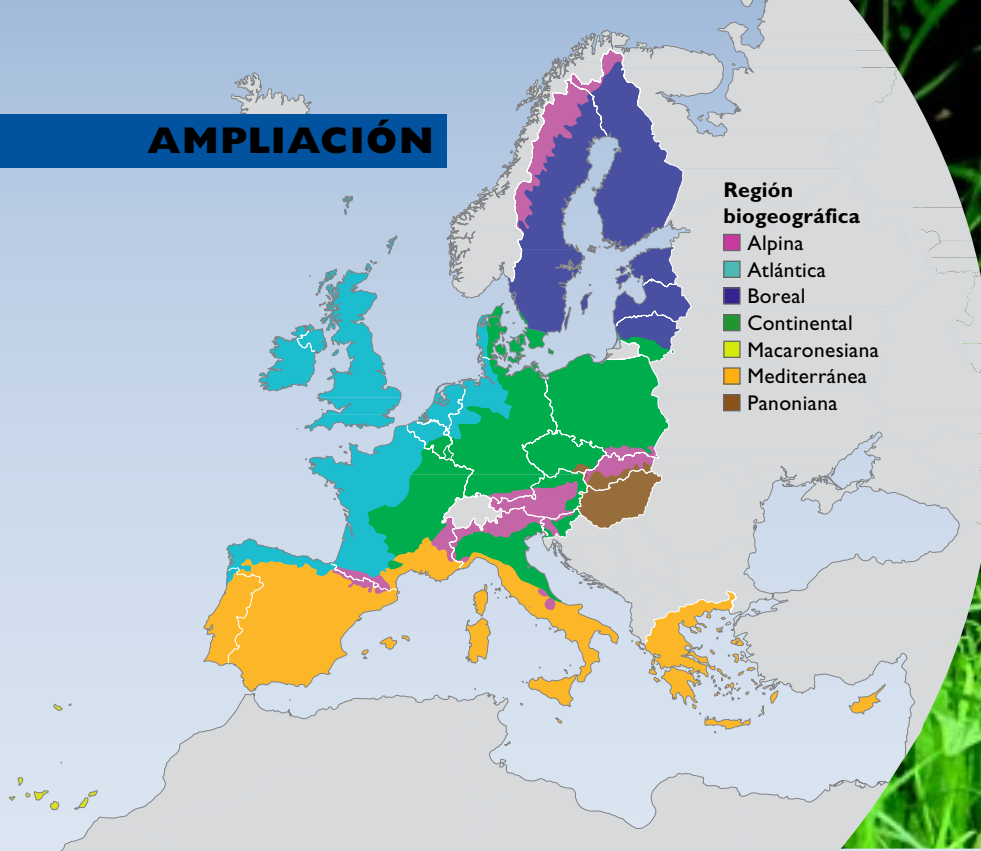 AMPLIACIÓN
Región
biogeográfica
Alpina
Atlántica
Boreal
Continental
Macaronesiana
Mediterránea
Panoniana